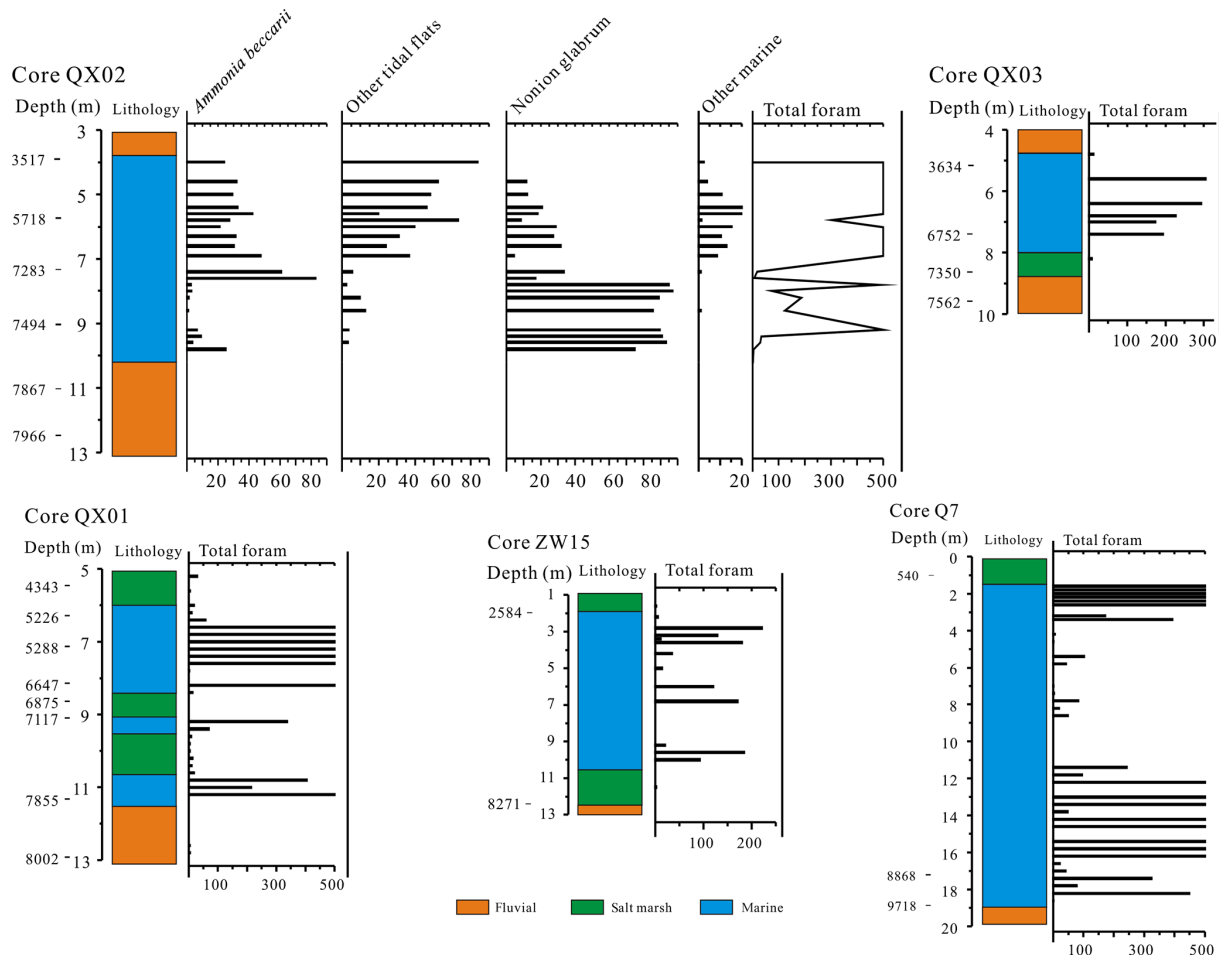 Ammonia beccarii
Other tidal flats
Nonion glabrum
Other marine
Core QX02
Depth (m) Lithology
Total foram
3
3517
5
5718
7
7283
9
7494
11
7867
7966
13
20 40 60 80
20 40 60 80
20 40 60 80
20
100 300 500
Core QX03
Depth (m) Lithology Total foram
4
3634
6
6752
8
7350
7562
10
100 200 300
Core QX01
Depth (m) Lithology Total foram
5
4343
5226
7
5288
6647
6875
7117
9
11
7855
8002
13
100 300 500
Core ZW15
Depth (m) Lithology Total foram
1
2584
3
5
7
9
11
8271
13
100 200
Core Q7
Depth (m) Lithology Total foram
0
540
2
4
6
8
10
12
14
16
8868
18
9718
20
100 300 500
Fluvial Salt marsh Marine